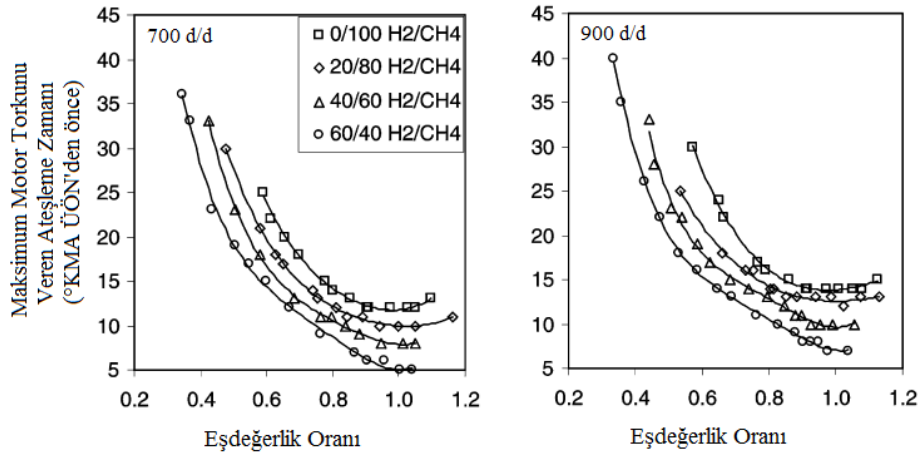 Maksimum Motor Torkunu
Veren Ateşleme Zamanı
(°KMA ÜÖN'den önce)
45
40
35
30
25
20
15
10
5
700 d/d
0/100 H2/CH4
20/80 H2/CH4
40/60 H2/CH4
60/40 H2/CH4
0.2 0.4 0.6 0.8 1.0 1.2
Eşdeğerlik Oranı
45
40
35
30
25
20
15
10
5
900 d/d
0.2 0.4 0.6 0.8 1.0 1.2
Eşdeğerlik Oranı